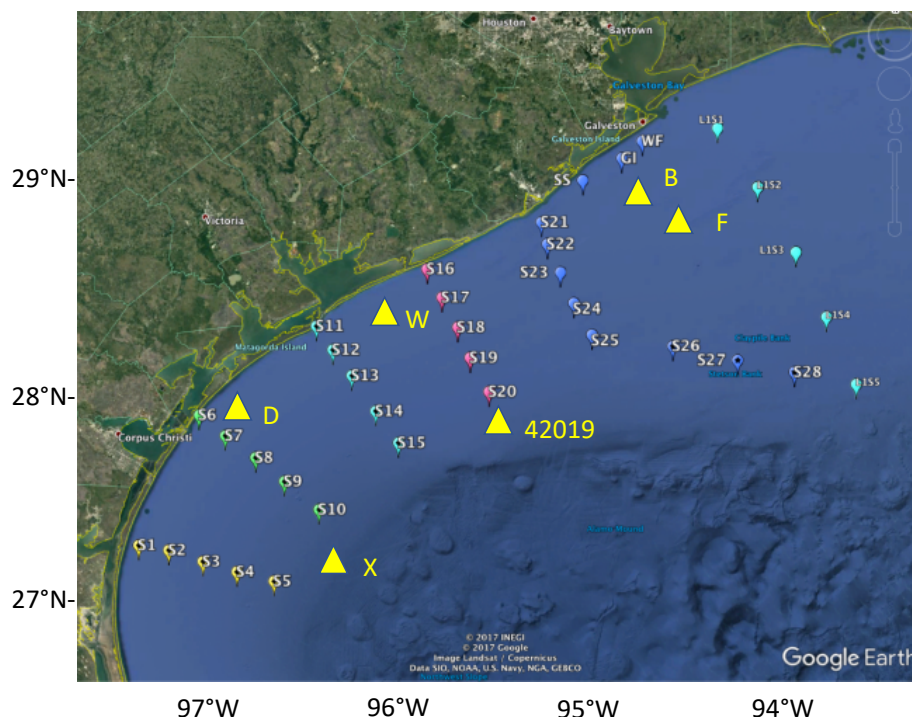 Houston
Baytown
Galveston Bay
Galveston
Galveston Island
L1S1
WF
GI
SS
B
L1S2
F
29°N-
Victoria
S21
S22
L1S3
S23
S16
S17
W
S18
S24
L1S4
S11
Matagorda Island
S12
S25
S26
S19
S27
S28
L1S5
S13
28°N-
S20
D
S14
42019
S6
Corpus Christi
S7
S15
S8
S9
S10
S1
S2
S3
S4
S5
X
27°N-
© 2017 INEGI
© 2017 Google
Image Landsat / Copernicus
Data SIO, NOAA, U.S. Navy, NGA, GEBCO
Google Earth
97°W
96°W
95°W
94°W